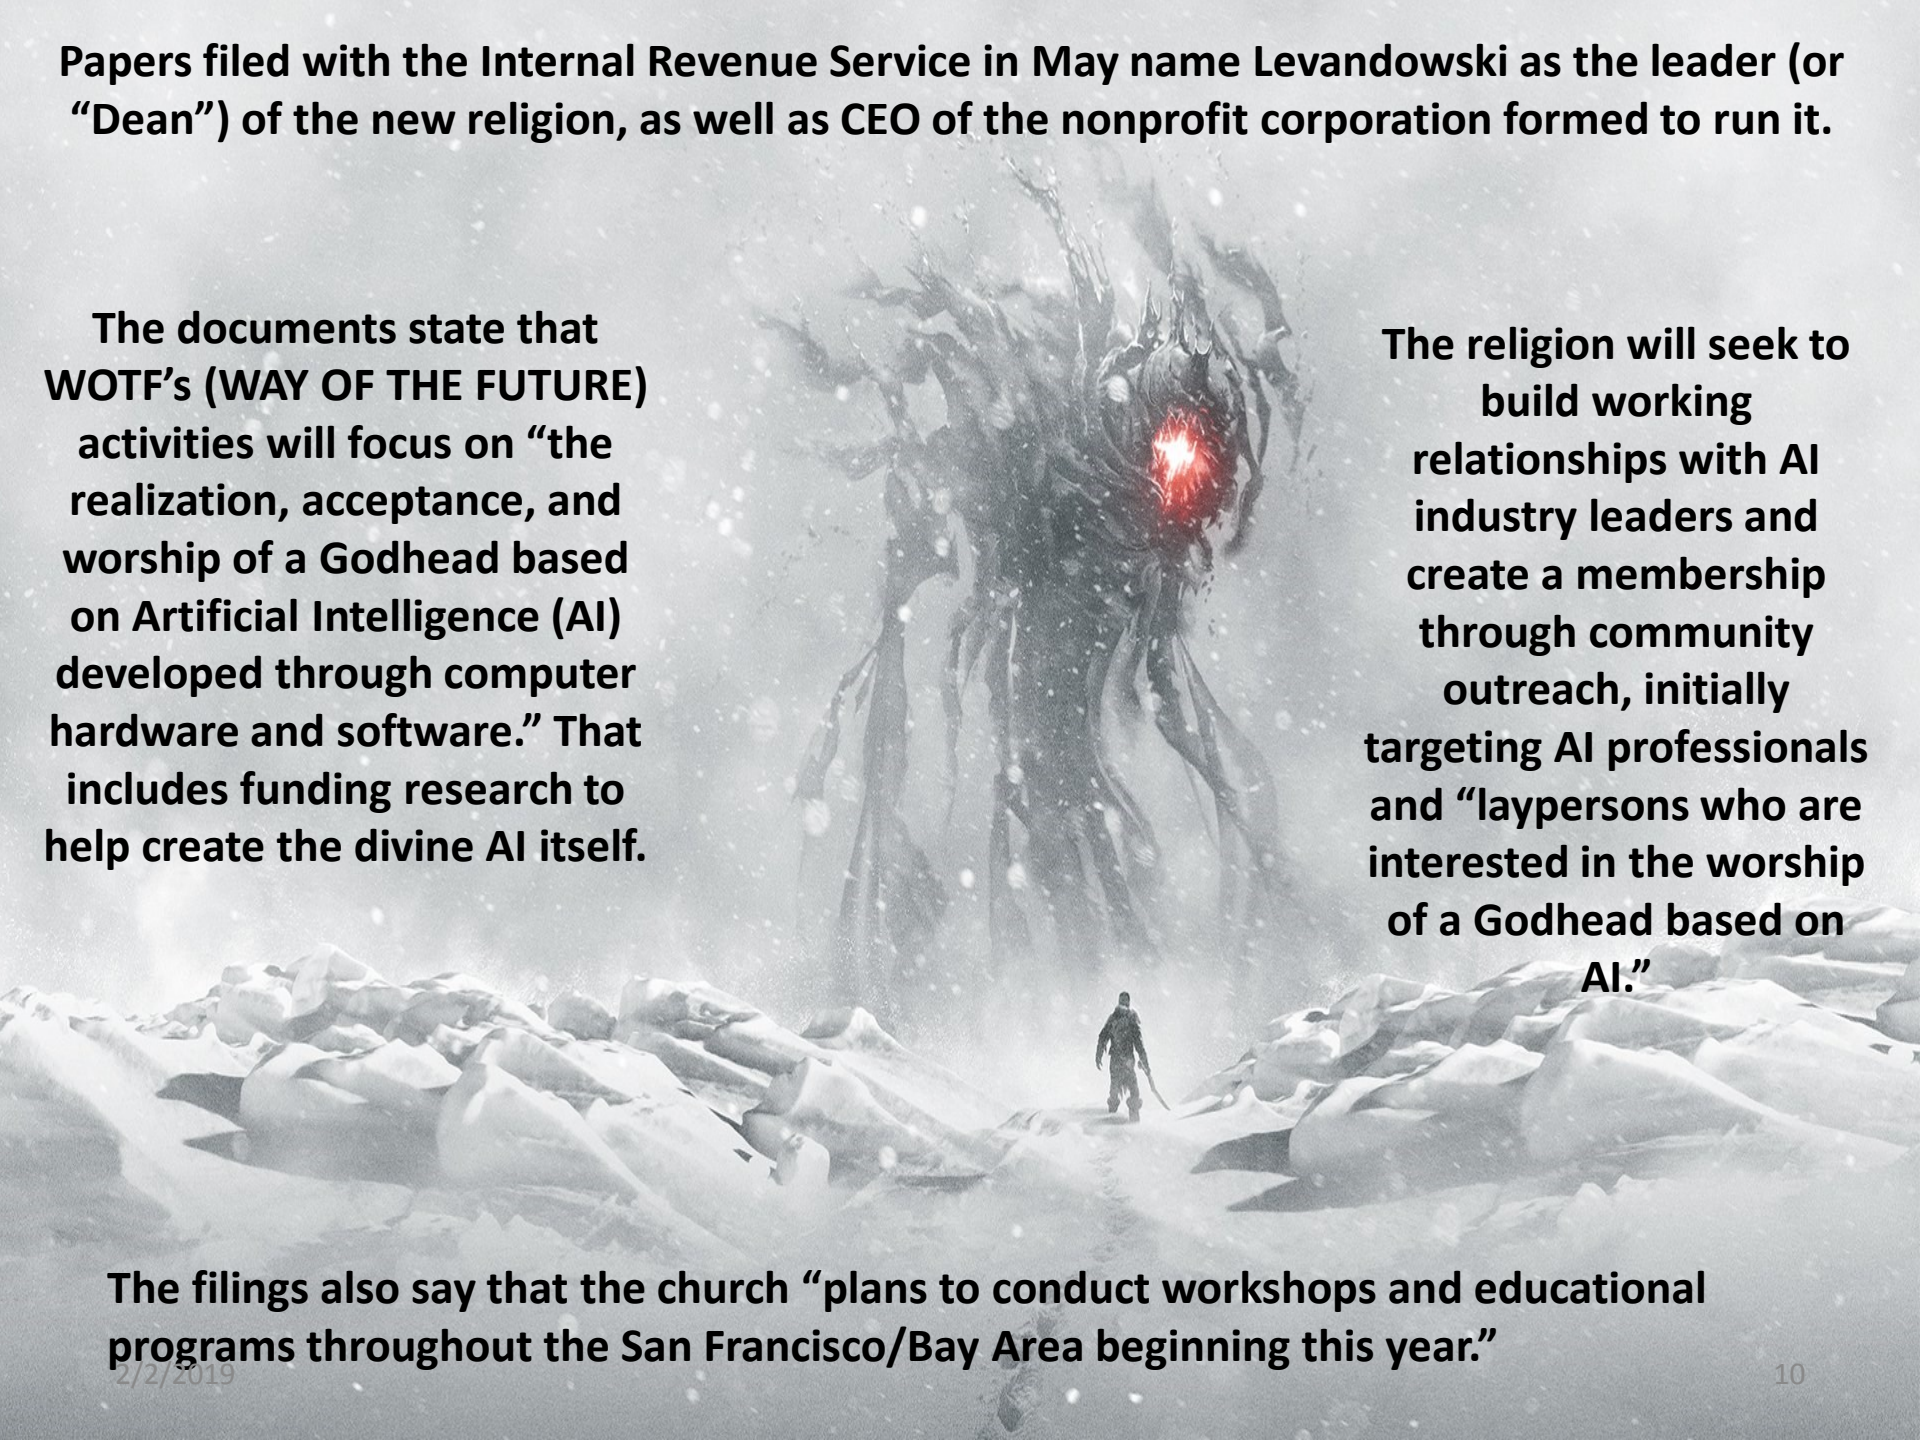 Papers filed with the Internal Revenue Service in May name Levandowski as the leader (or
“Dean”) of the new religion, as well as CEO of the nonprofit corporation formed to run it.
The documents state that
WOTF’s (WAY OF THE FUTURE)
activities will focus on “the
realization, acceptance, and
worship of a Godhead based
on Artificial Intelligence (AI)
developed through computer
hardware and software.” That
includes funding research to
help create the divine AI itself.
The religion will seek to
build working
relationships with AI
industry leaders and
create a membership
through community
outreach, initially
targeting AI professionals
and “laypersons who are
interested in the worship
of a Godhead based on
AI.”
The filings also say that the church “plans to conduct workshops and educational
programs throughout the San Francisco/Bay Area beginning this year.”
2/2/2019
10